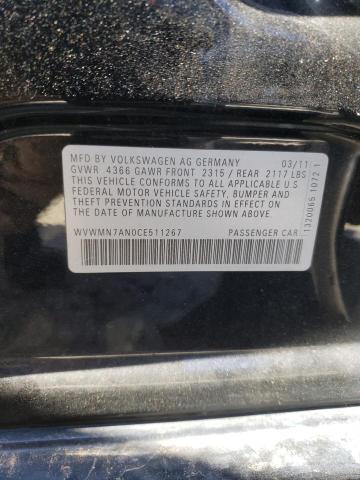 MFD BY VOLKSWAGEN AG GERMANY 03/11
GVWR 4366 GAWR FRONT 2315 / REAR 2117 LBS
THIS VEHICLE CONFORMS TO ALL APPLICABLE U.S
FEDERAL MOTOR VEHICLE SAFETY, BUMPER AND
THEFT PREVENTION STANDARDS IN EFFECT ON
THE DATE OF MANUFACTURE SHOWN ABOVE.
WVWMN7AN0CE511267 PASSENGER CAR
1320065 1072 1